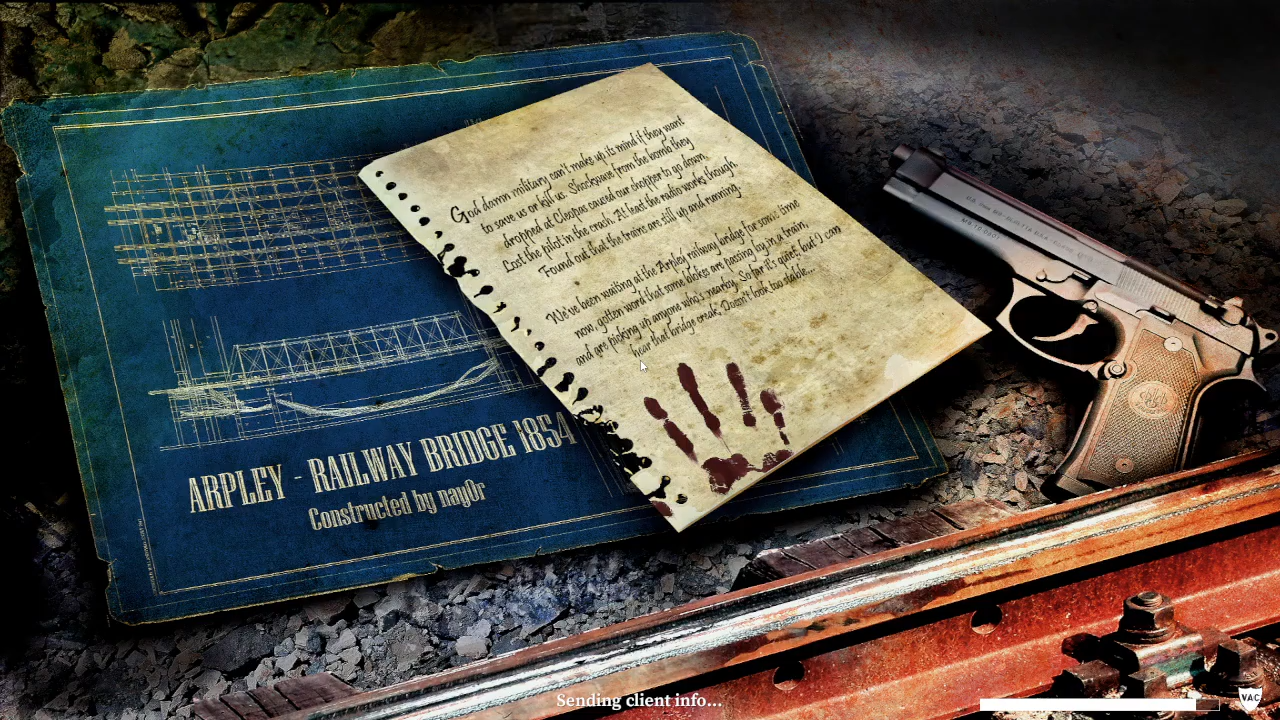 God damn military can't make up its mind if they want
to save us or kill us. Shockwave from the bomb they
dropped at Cleopas caused our chopper to go down.
Lost the pilot in the crash. At least the radio works though.
Found out that the trains are still up and running.
We've been waiting at the Arpley railway bridge for some time
now, gotten word that some blokes are passing by in a train,
and are picking up anyone who's nearby. So far it's quiet, but I can
hear that bridge creak. Doesn't look too stable...
ARPLEY - RAILWAY BRIDGE 1854
Constructed by nay0r
Sending client info...
VAC